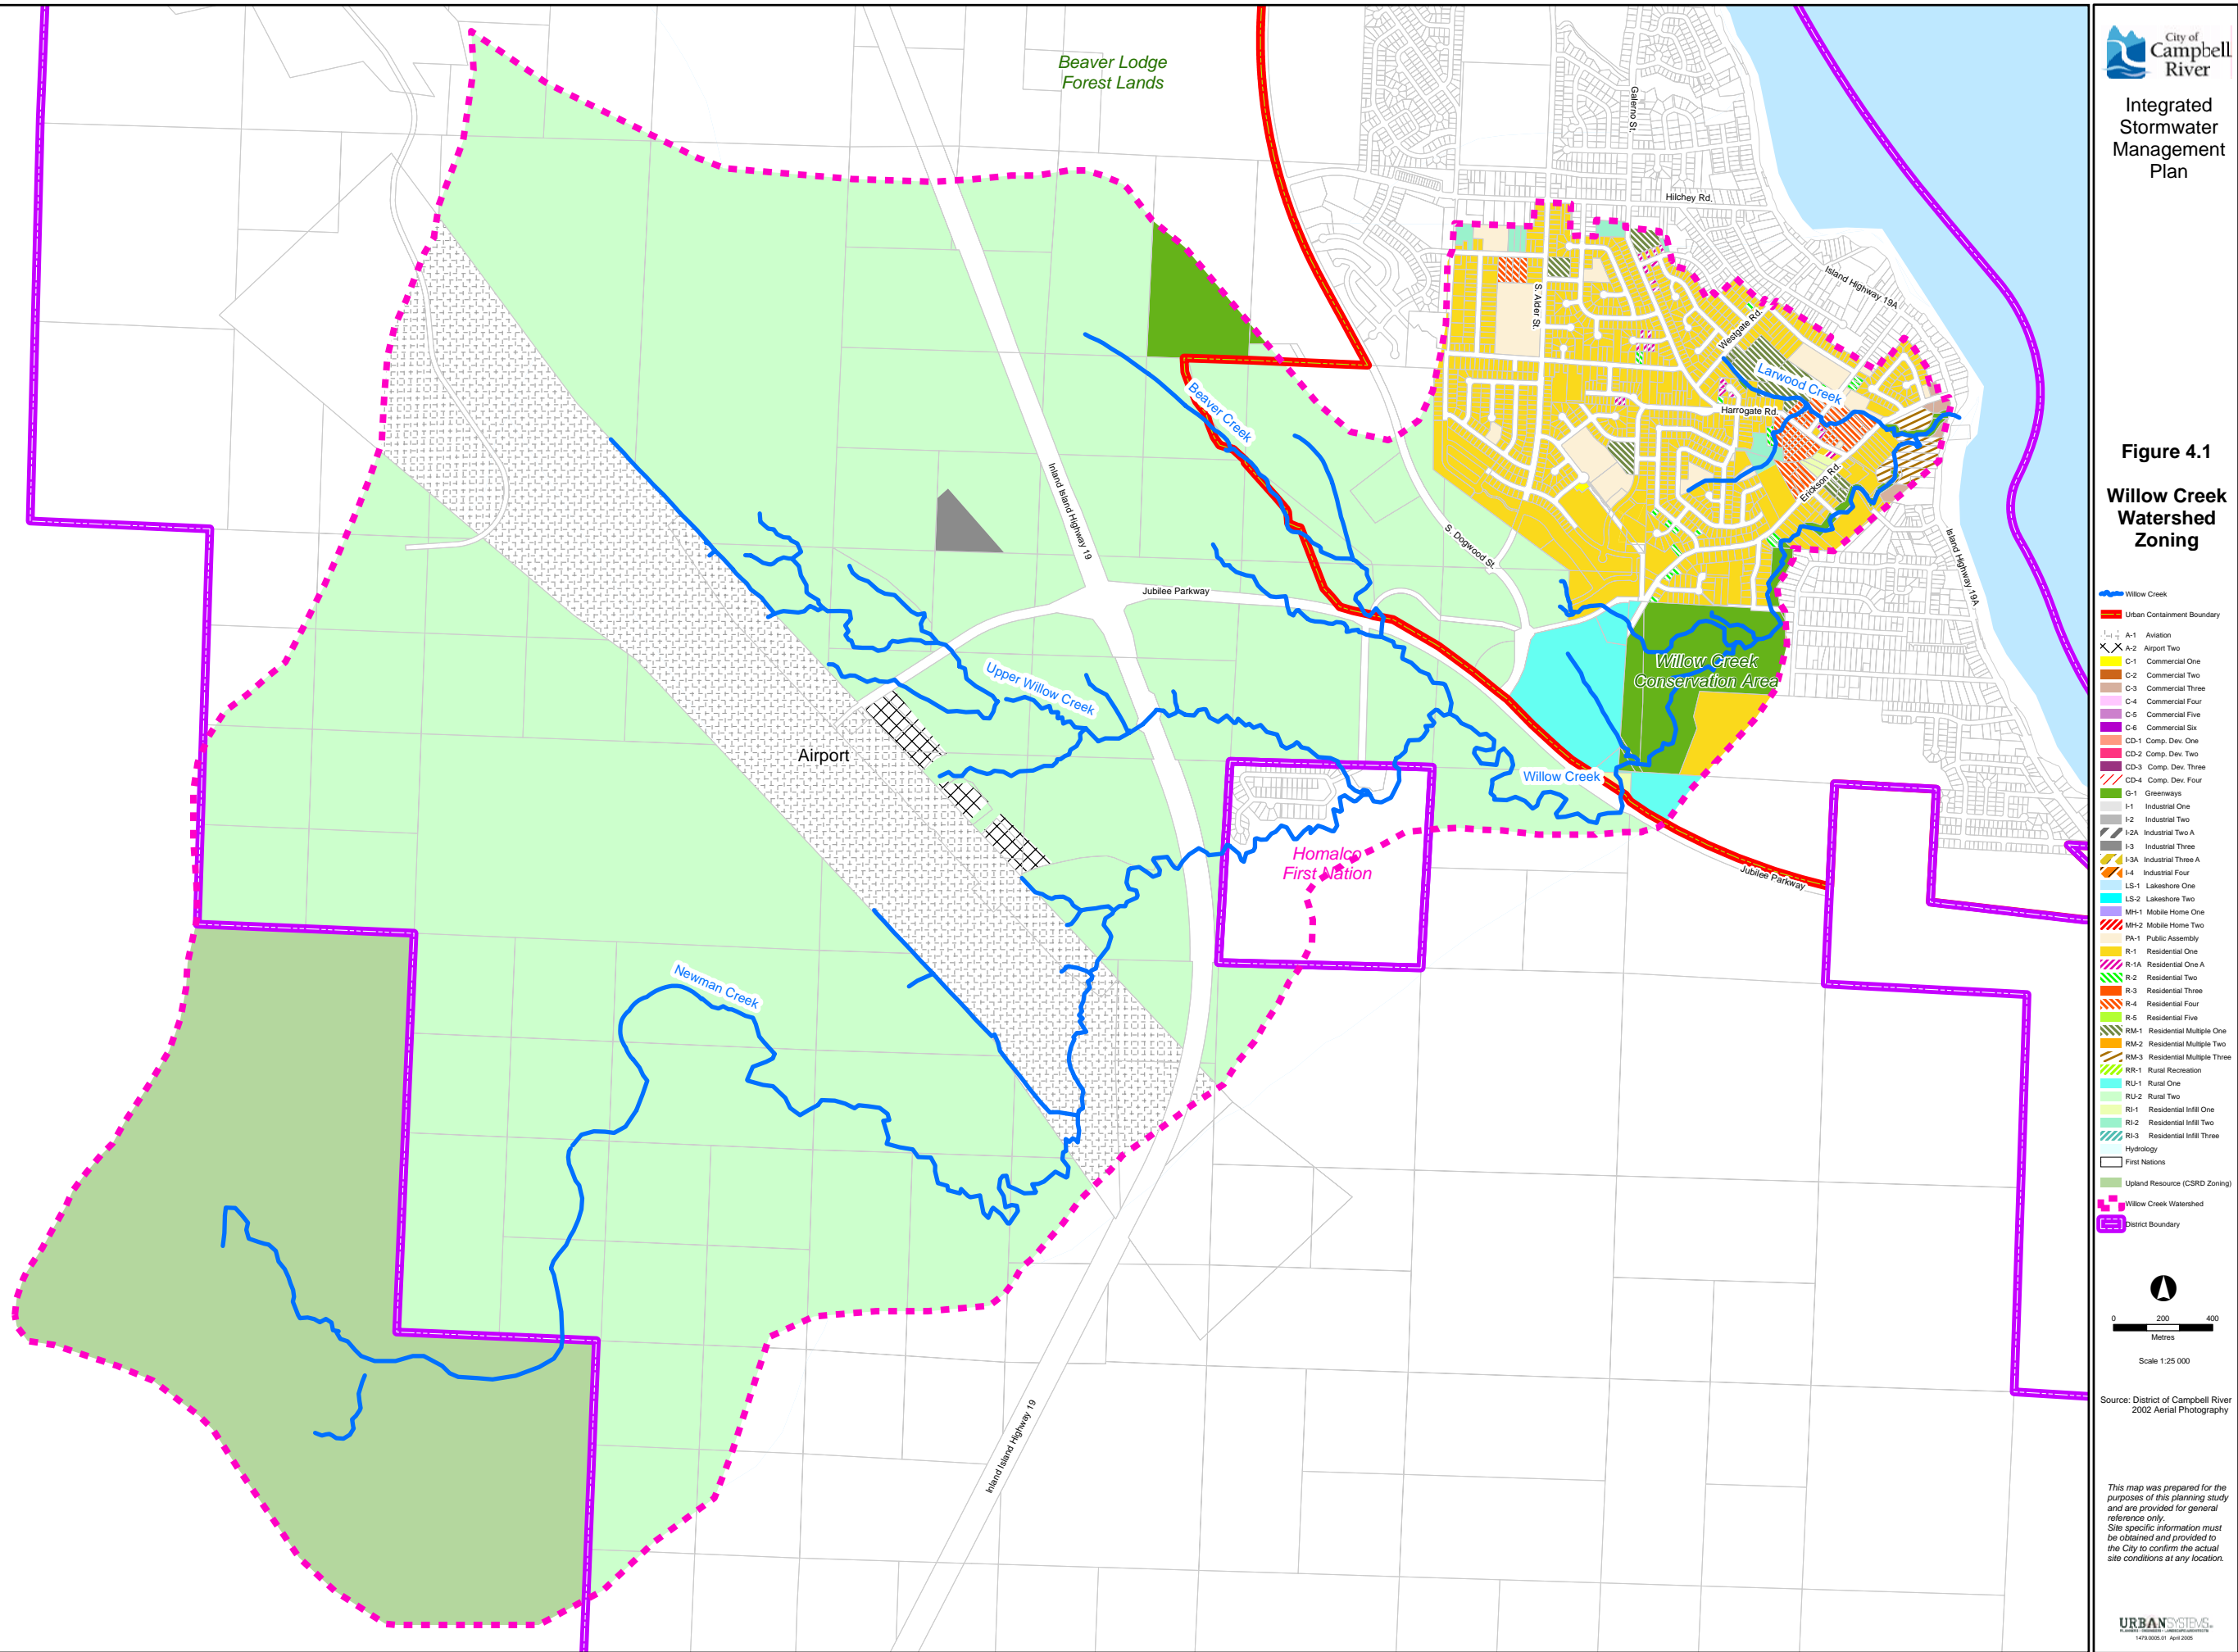 Beaver Lodge
Forest Lands
Galerno St.
Hilchey Rd.
Island Highway 19A
S. Alder St.
Westgate Rd.
Larwood Creek
Harrogate Rd.
Erickson Rd.
Beaver Creek
Inland Island Highway 19
S. Dogwood St.
Island Highway 19A
Jubilee Parkway
Upper Willow Creek
Willow Creek
Conservation Area
Airport
Willow Creek
Homalco
First Nation
Jubilee Parkway
Newman Creek
Inland Island Highway 19
City of
Campbell
River
Integrated
Stormwater
Management
Plan
Figure 4.1
Willow Creek
Watershed
Zoning
Willow Creek
Urban Containment Boundary
A-1 Aviation
A-2 Airport Two
C-1 Commercial One
C-2 Commercial Two
C-3 Commercial Three
C-4 Commercial Four
C-5 Commercial Five
C-6 Commercial Six
CD-1 Comp. Dev. One
CD-2 Comp. Dev. Two
CD-3 Comp. Dev. Three
CD-4 Comp. Dev. Four
G-1 Greenways
I-1 Industrial One
I-2 Industrial Two
I-2A Industrial Two A
I-3 Industrial Three
I-3A Industrial Three A
I-4 Industrial Four
LS-1 Lakeshore One
LS-2 Lakeshore Two
MH-1 Mobile Home One
MH-2 Mobile Home Two
PA-1 Public Assembly
R-1 Residential One
R-1A Residential One A
R-2 Residential Two
R-3 Residential Three
R-4 Residential Four
R-5 Residential Five
RM-1 Residential Multiple One
RM-2 Residential Multiple Two
RM-3 Residential Multiple Three
RR-1 Rural Recreation
RU-1 Rural One
RU-2 Rural Two
RI-1 Residential Infill One
RI-2 Residential Infill Two
RI-3 Residential Infill Three
Hydrology
First Nations
Upland Resource (CSRD Zoning)
Willow Creek Watershed
District Boundary
0 200 400
Metres
Scale 1:25 000
Source: District of Campbell River
2002 Aerial Photography
This map was prepared for the
purposes of this planning study
and are provided for general
reference only.
Site specific information must
be obtained and provided to
the City to confirm the actual
site conditions at any location.
URBANSYSTEMS.
1479.0005.01 April 2005